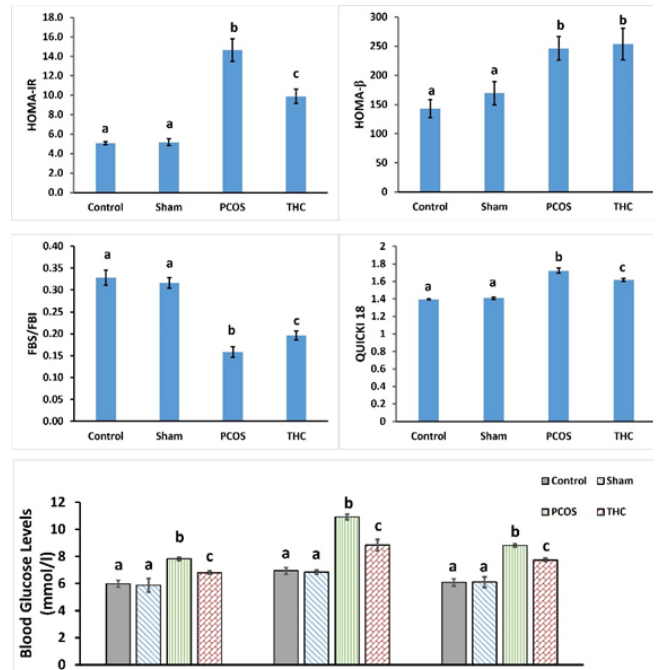 HOMA-IR
18.0
16.0
14.0
12.0
10.0
8.0
6.0
4.0
2.0
0.0
a a b c
Control Sham PCOS THC
HOMA-β
300
250
200
150
100
50
0
a a b b
Control Sham PCOS THC
FBS/FBI
0.40
0.35
0.30
0.25
0.20
0.15
0.10
0.05
0.00
a a b c
Control Sham PCOS THC
QUICKI 18
2
1.8
1.6
1.4
1.2
1
0.8
0.6
0.4
0.2
0
a a b c
Control Sham PCOS THC
Blood Glucose Levels
(mmol/l)
12
10
8
6
4
2
0
Control Sham
PCOS THC
a a b c a a b c a a b c